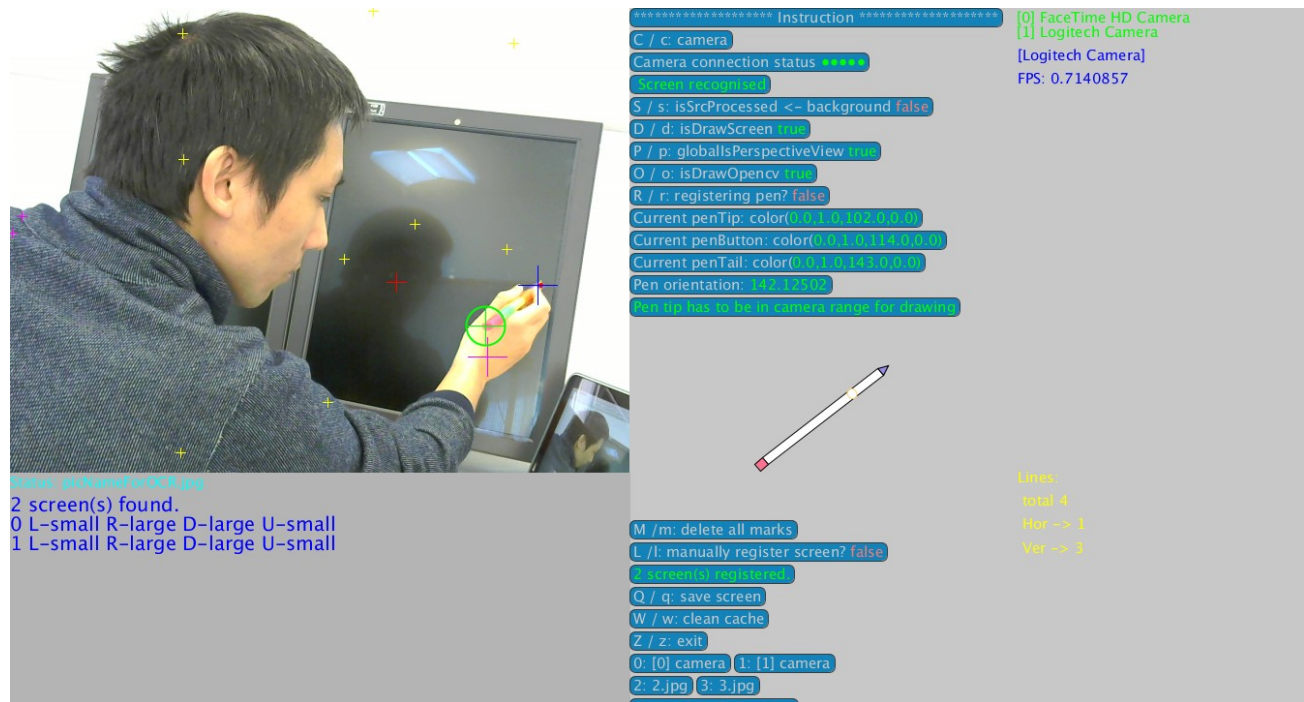 ******************** Instruction ********************
C / c: camera
Camera connection status ●●●●●
Screen recognised
S / s: isSrcProcessed <- background false
D / d: isDrawScreen true
P / p: globalIsPerspectiveView true
O / o: isDrawOpencv true
R / r: registering pen? false
Current penTip: color(0.0,1.0,102.0,0.0)
Current penButton: color(0.0,1.0,114.0,0.0)
Current penTail: color(0.0,1.0,143.0,0.0)
Pen orientation: 142.12502
Pen tip has to be in camera range for drawing
M /m: delete all marks
L /l: manually register screen? false
2 screen(s) registered.
Q / q: save screen
W / w: clean cache
Z / z: exit
0: [0] camera 1: [1] camera
2: 2.jpg 3: 3.jpg
[0] FaceTime HD Camera
[1] Logitech Camera
[Logitech Camera]
FPS: 0.7140857
Lines:
total 4
Hor -> 1
Ver -> 3
Status: picNameForOCR.jpg
2 screen(s) found.
0 L-small R-large D-large U-small
1 L-small R-large D-large U-small